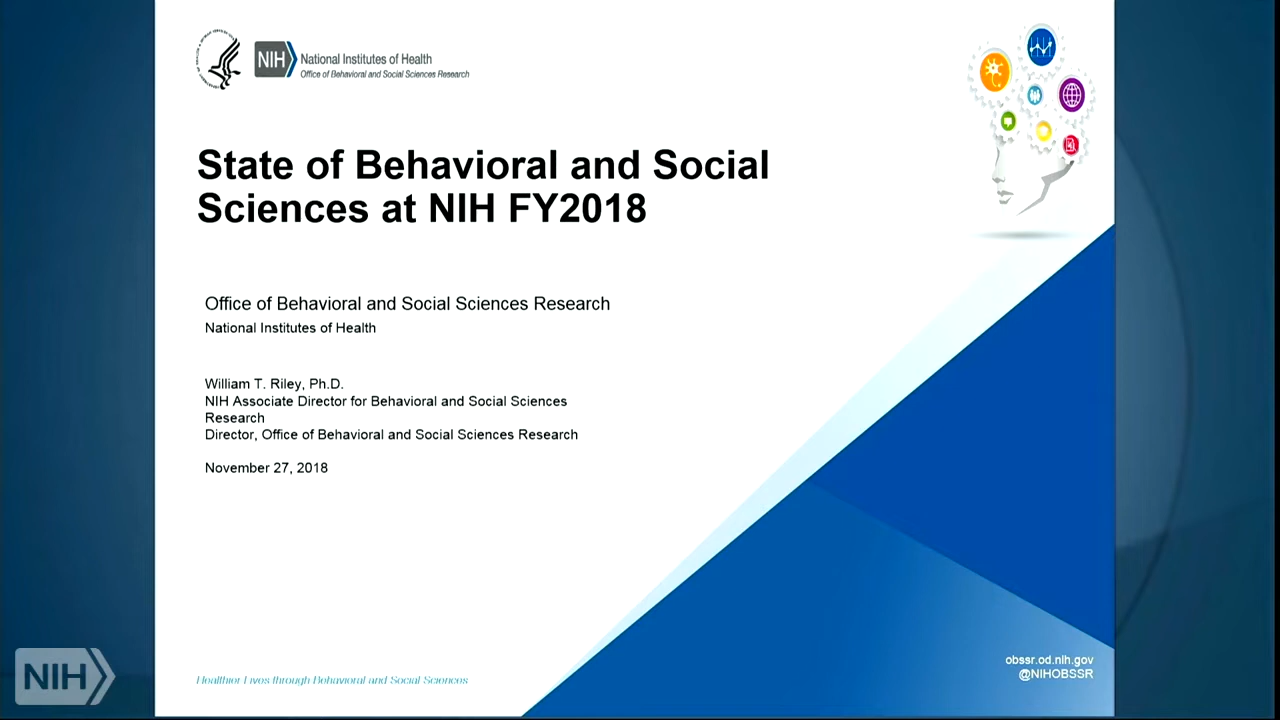 NIH National Institutes of Health
Office of Behavioral and Social Sciences Research
State of Behavioral and Social
Sciences at NIH FY2018
Office of Behavioral and Social Sciences Research
National Institutes of Health
William T. Riley, Ph.D.
NIH Associate Director for Behavioral and Social Sciences
Research
Director, Office of Behavioral and Social Sciences Research
November 27, 2018
obssr.od.nih.gov
@NIHOBSSR
Healthier Lives through Behavioral and Social Sciences
NIH